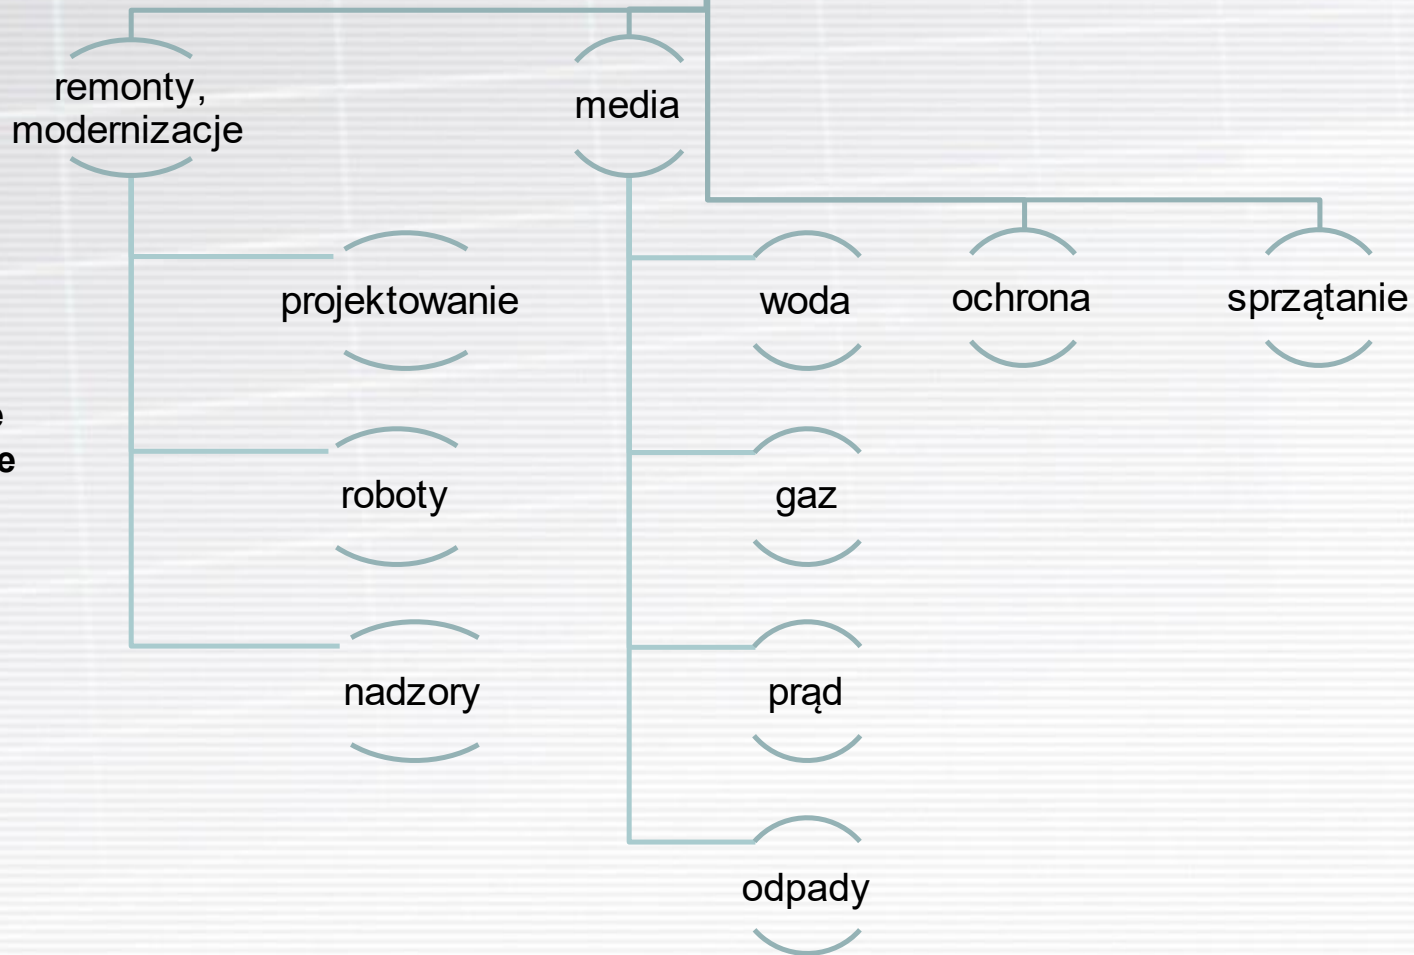 remonty,
modernizacje
media
projektowanie
woda
ochrona
sprzątanie
roboty
gaz
nadzory
prąd
odpady